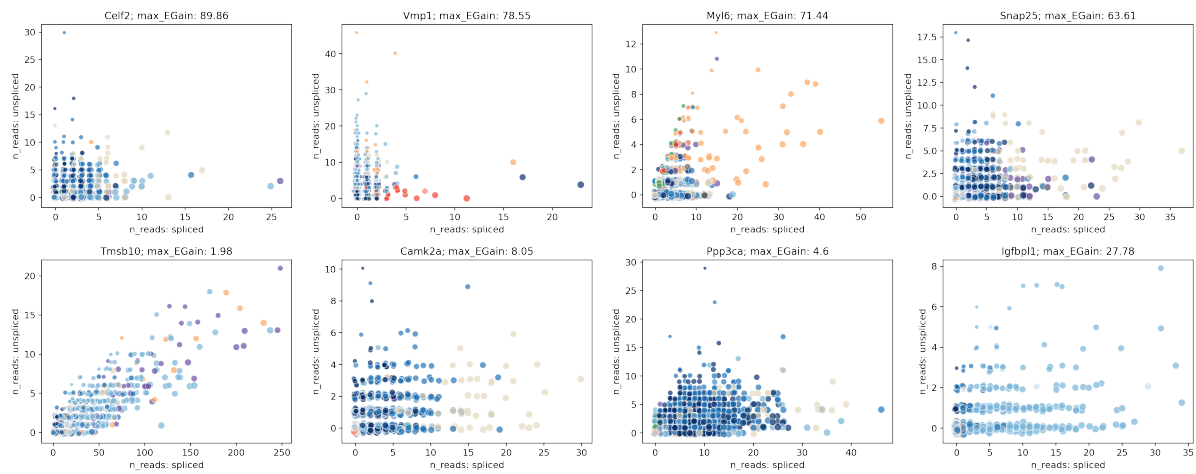 Celf2; max_EGain: 89.86
n_reads: unspliced
30
25
20
15
10
5
0
0 5 10 15 20 25
n_reads: spliced
Vmp1; max_EGain: 78.55
n_reads: unspliced
40
30
20
10
0
0 5 10 15 20
n_reads: spliced
Myl6; max_EGain: 71.44
n_reads: unspliced
12
10
8
6
4
2
0
0 10 20 30 40 50
n_reads: spliced
Snap25; max_EGain: 63.61
n_reads: unspliced
17.5
15.0
12.5
10.0
7.5
5.0
2.5
0.0
0 5 10 15 20 25 30 35
n_reads: spliced
Tmsb10; max_EGain: 1.98
n_reads: unspliced
20
15
10
5
0
0 50 100 150 200 250
n_reads: spliced
Camk2a; max_EGain: 8.05
n_reads: unspliced
10
8
6
4
2
0
0 5 10 15 20 25 30
n_reads: spliced
Ppp3ca; max_EGain: 4.6
n_reads: unspliced
30
25
20
15
10
5
0
0 10 20 30 40
n_reads: spliced
Igfbpl1; max_EGain: 27.78
n_reads: unspliced
8
6
4
2
0
0 5 10 15 20 25 30 35
n_reads: spliced